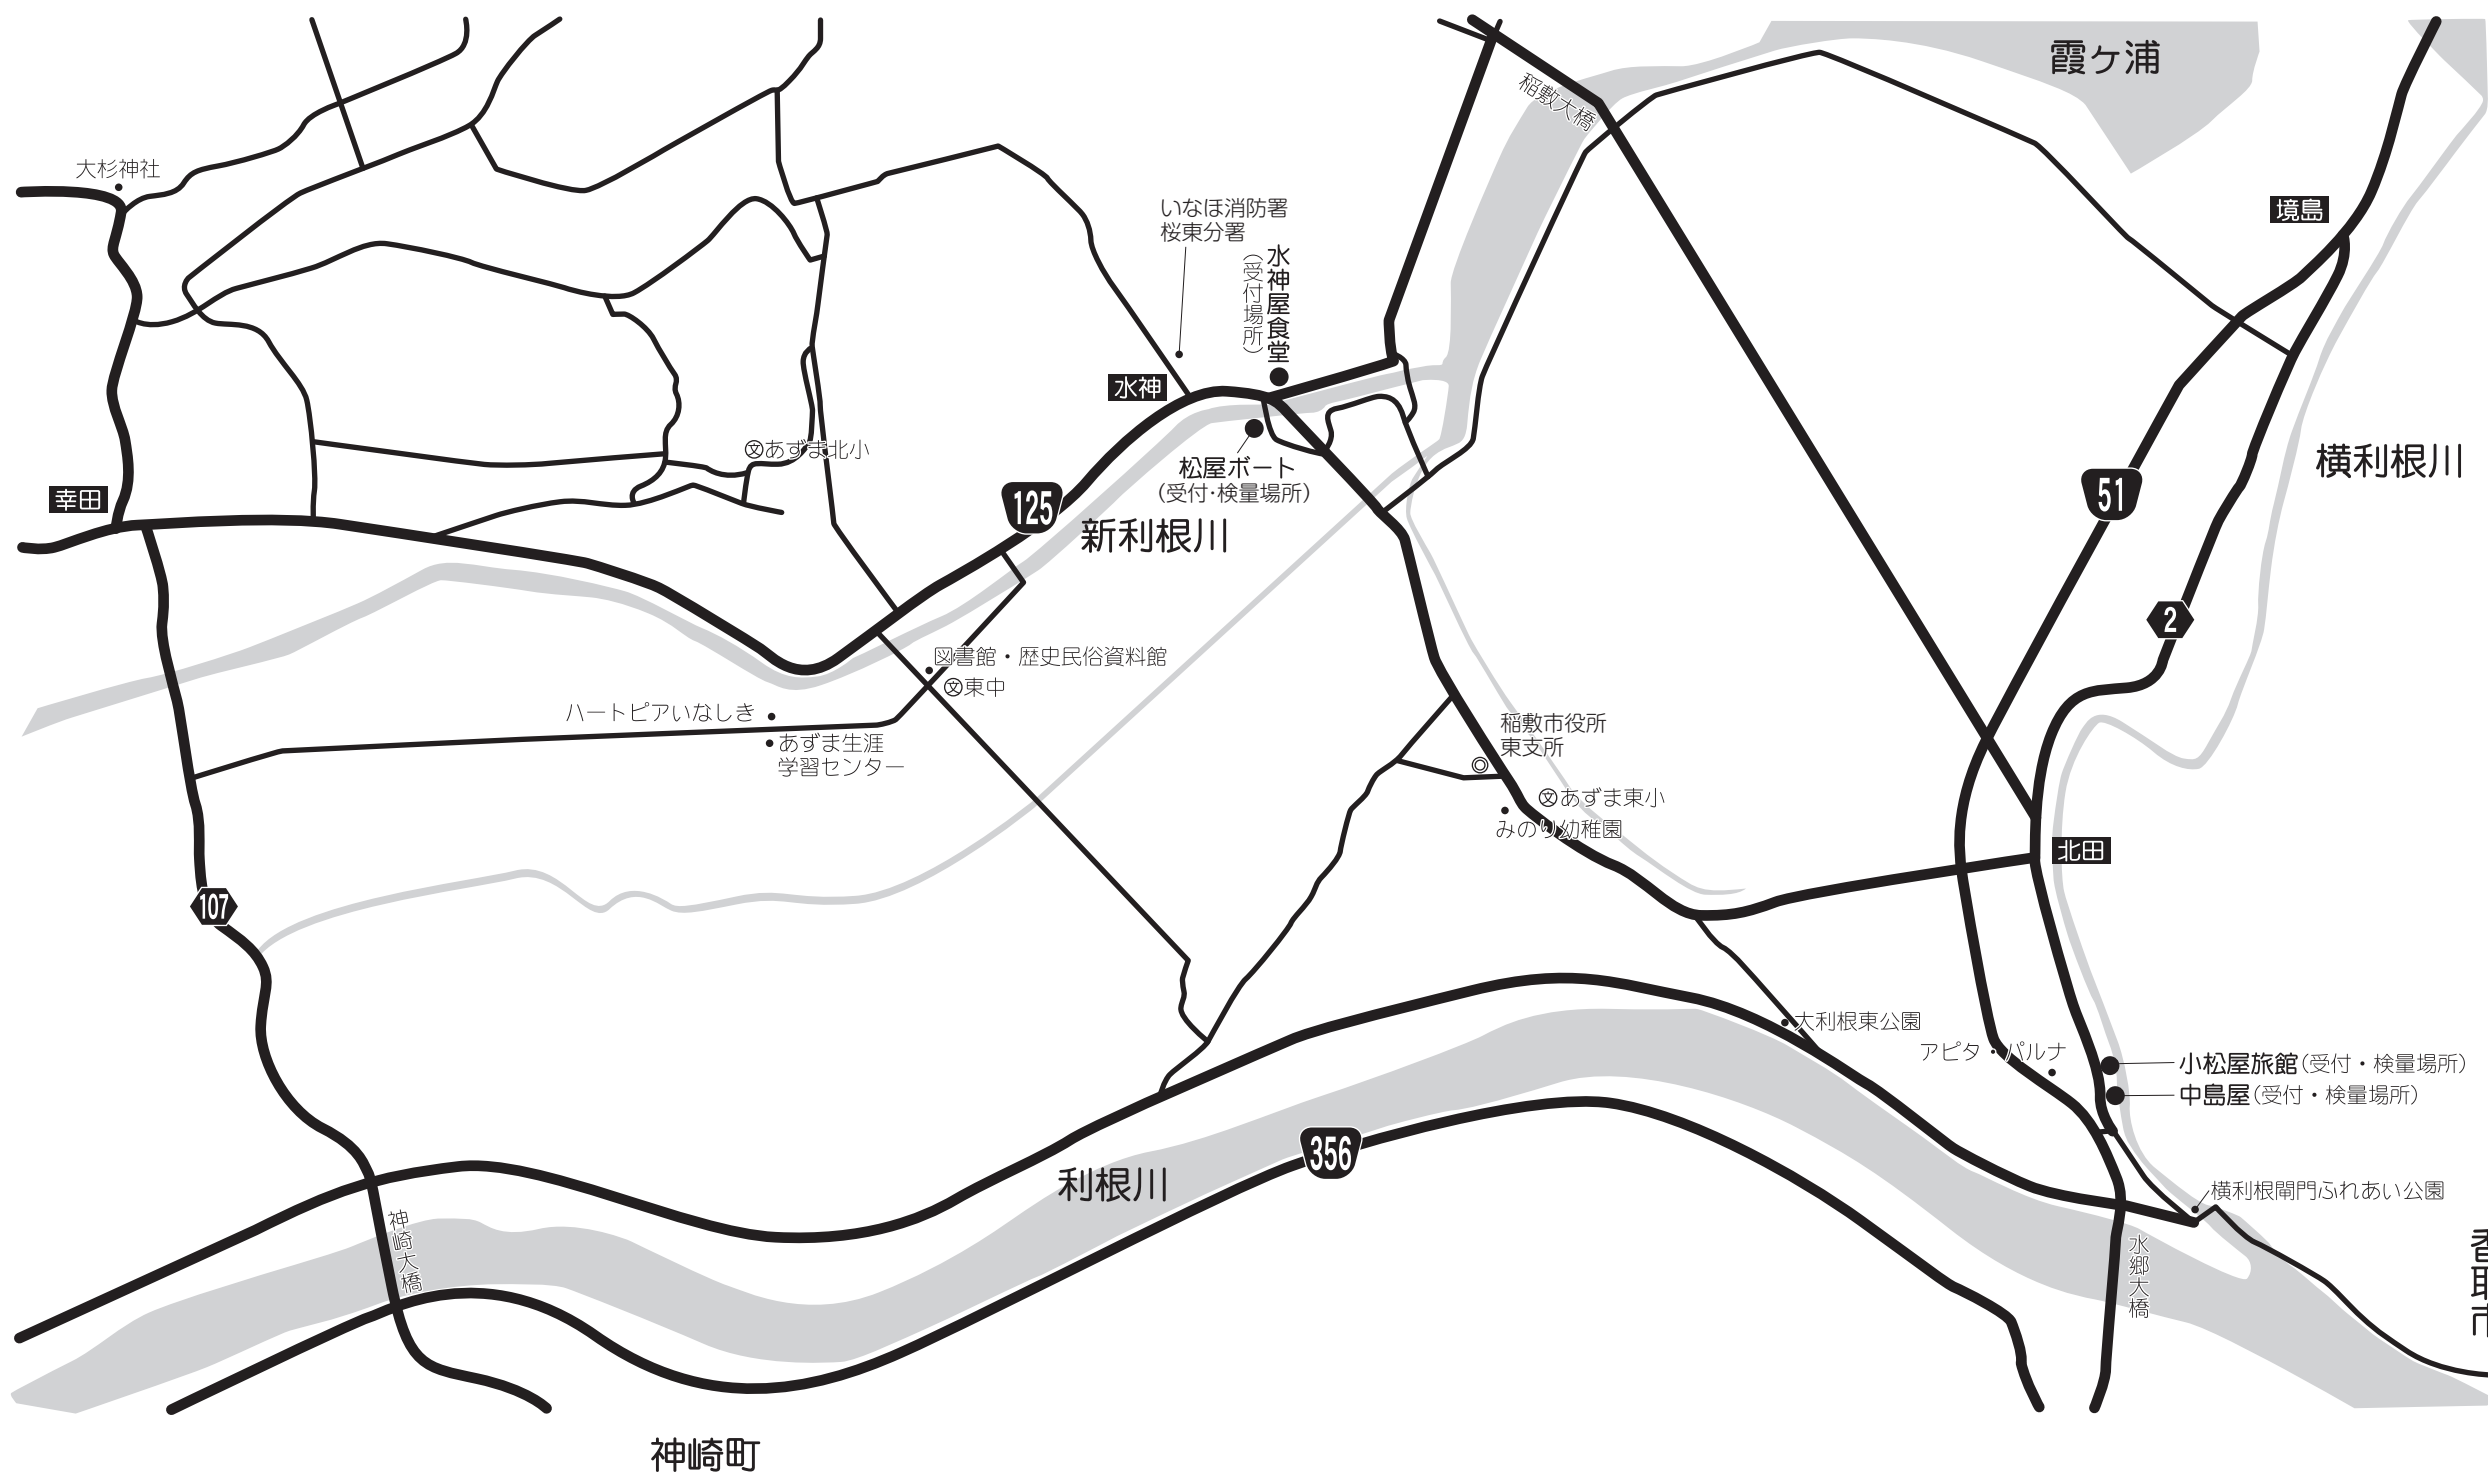 霞ヶ浦
稲敷大橋
大杉神社
いなほ消防署
桜東分署
境島
水神屋食堂
（受付場所）
水神
㊫あずま北小
松屋ボート
（受付・検量場所）
横利根川
幸田
125
51
新利根川
2
図書館・歴史民俗資料館
㊫東中
ハートピアいなしき
あずま生涯
学習センター
稲敷市役所
東支所
㊫あずま東小
みのり幼稚園
北田
107
大利根東公園
アピタ・パルナ
小松屋旅館（受付・検量場所）
中島屋（受付・検量場所）
356
利根川
横利根閘門ふれあい公園
神崎大橋
水郷大橋
神崎町